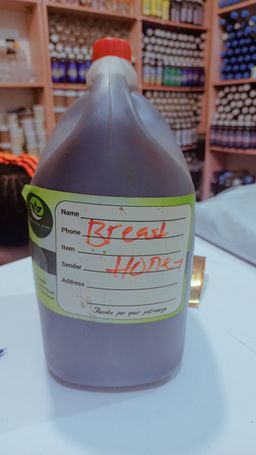 Name
Phone Breast
Item
Sender Honey
Address
Thanks for your patronage